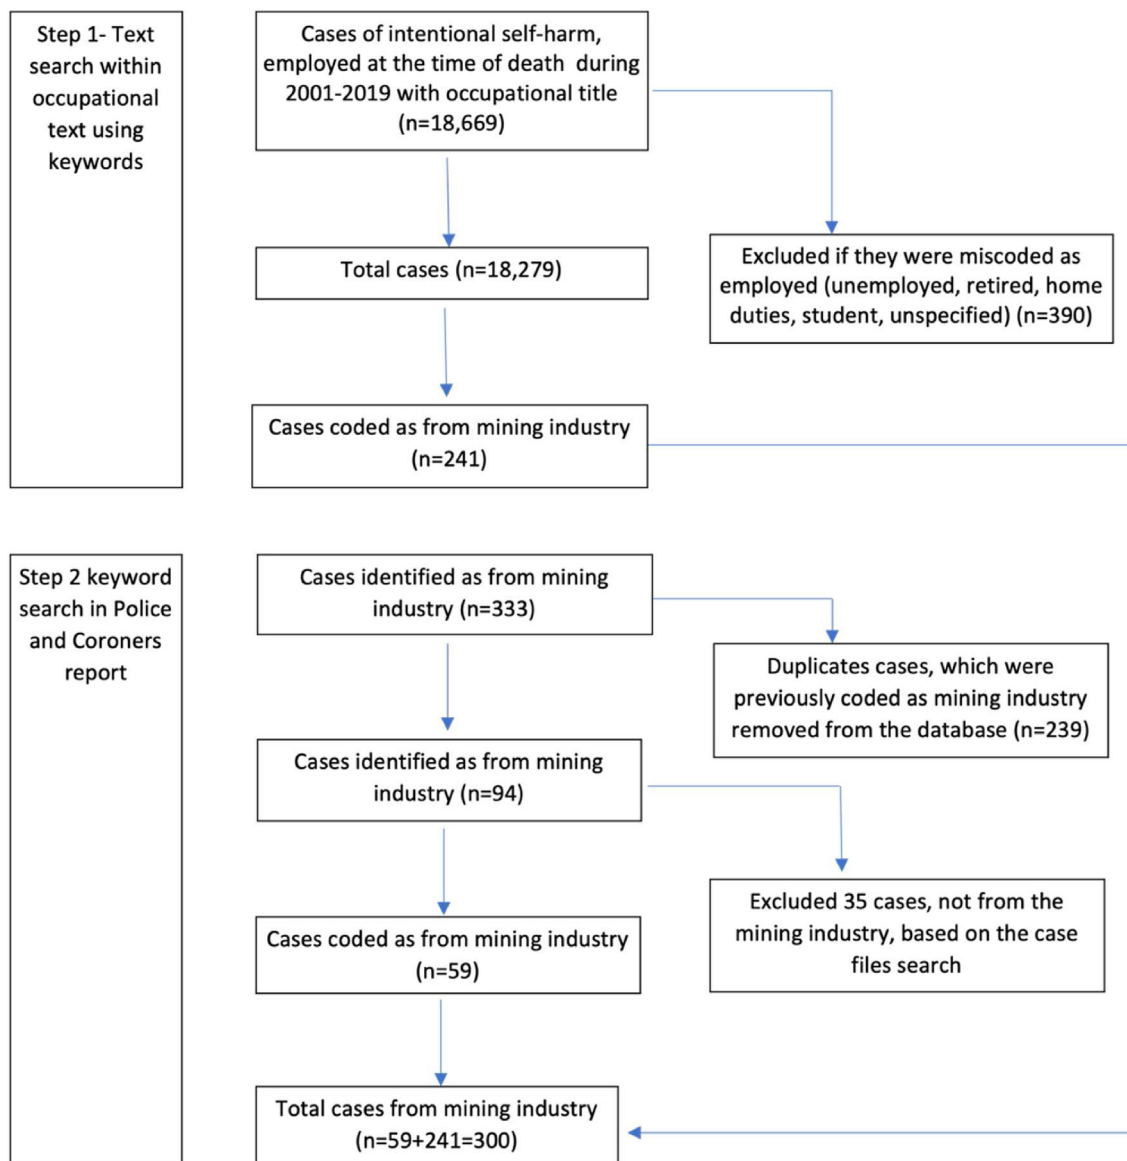 Step 1- Text
search within
occupational
text using
keywords
Cases of intentional self-harm,
employed at the time of death during
2001-2019 with occupational title
(n=18,669)
Total cases (n=18,279)
Excluded if they were miscoded as
employed (unemployed, retired, home
duties, student, unspecified) (n=390)
Cases coded as from mining industry
(n=241)
Step 2 keyword
search in Police
and Coroners
report
Cases identified as from mining
industry (n=333)
Duplicates cases, which were
previously coded as mining industry
removed from the database (n=239)
Cases identified as from mining
industry (n=94)
Excluded 35 cases, not from the
mining industry, based on the case
files search
Cases coded as from mining industry
(n=59)
Total cases from mining industry
(n=59+241=300)